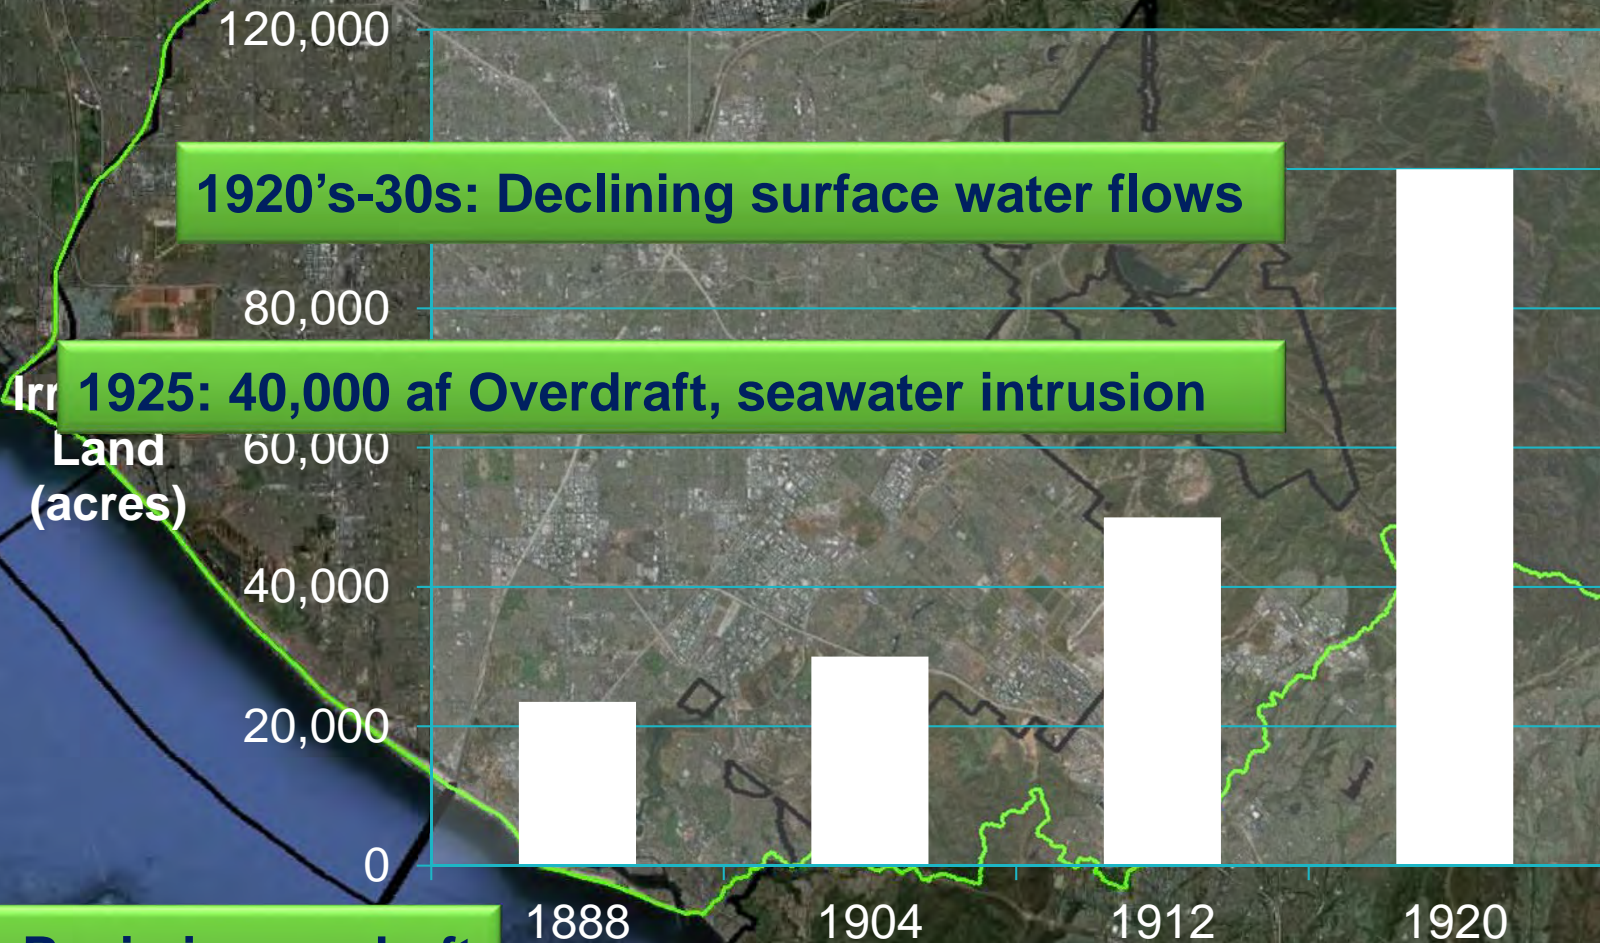 120,000
1920's-30s: Declining surface water flows
80,000
1925: 40,000 af Overdraft, seawater intrusion
Land
(acres)
60,000
40,000
20,000
0
1888
1904
1912
1920